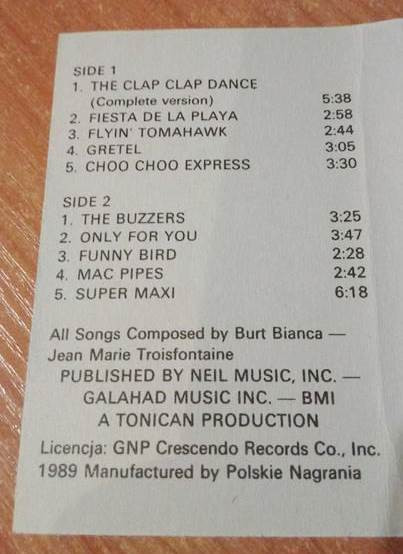 SIDE 1
1. THE CLAP CLAP DANCE
(Complete version) 5:38
2. FIESTA DE LA PLAYA 2:58
3. FLYIN' TOMAHAWK 2:44
4. GRETEL 3:05
5. CHOO CHOO EXPRESS 3:30
SIDE 2
1. THE BUZZERS 3:25
2. ONLY FOR YOU 3:47
3. FUNNY BIRD 2:28
4. MAC PIPES 2:42
5. SUPER MAXI 6:18
All Songs Composed by Burt Bianca —
Jean Marie Troisfontaine
PUBLISHED BY NEIL MUSIC, INC. —
GALAHAD MUSIC INC. — BMI
A TONICAN PRODUCTION
Licencja: GNP Crescendo Records Co., Inc.
1989 Manufactured by Polskie Nagrania